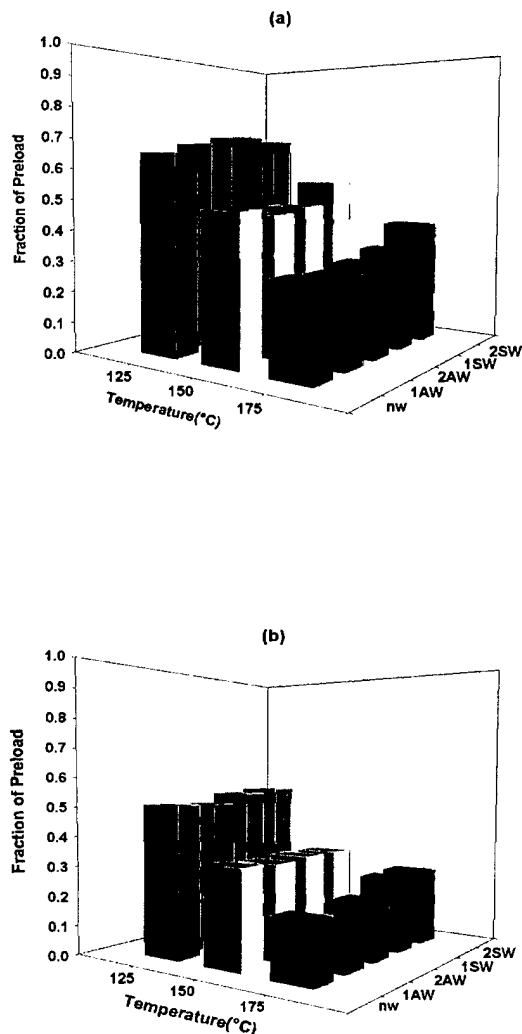 (a)
Fraction of Preload
1.0
0.9
0.8
0.7
0.6
0.5
0.4
0.3
0.2
0.1
0.0
125
150
175
Temperature(°C)
nw
1AW
2AW
1SW
2SW
(b)
Fraction of Preload
1.0
0.9
0.8
0.7
0.6
0.5
0.4
0.3
0.2
0.1
0.0
125
150
175
Temperature(°C)
nw
1AW
2AW
1SW
2SW